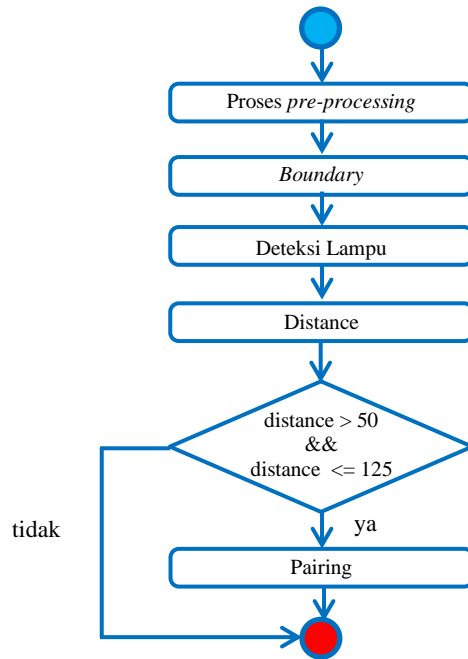 Proses pre-processing
Boundary
Deteksi Lampu
Distance
distance > 50
&&
distance <= 125
tidak
ya
Pairing